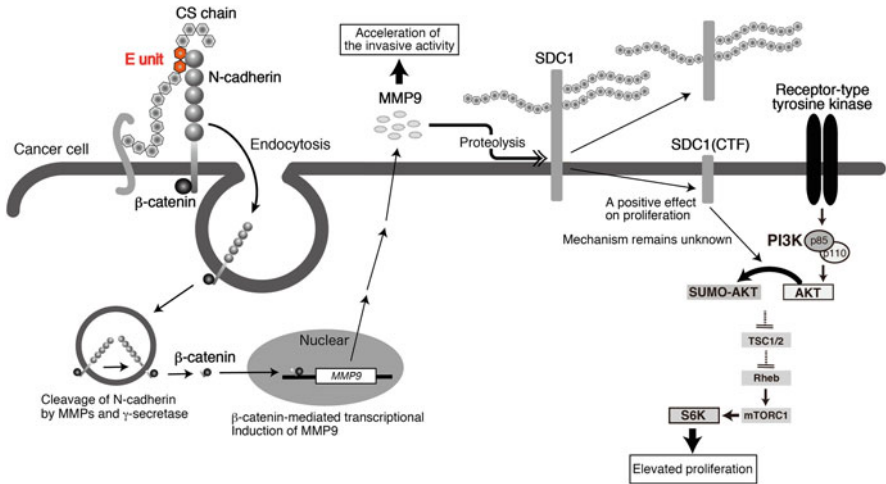 CS chain
E unit
N-cadherin
Cancer cell
β-catenin
Endocytosis
Acceleration of
the invasive activity
MMP9
Proteolysis
SDC1
SDC1(CTF)
Receptor-type
tyrosine kinase
A positive effect
on proliferation
Mechanism remains unknown
PI3K
p85
p110
SUMO-AKT
AKT
TSC1/2
Rheb
mTORC1
S6K
Elevated proliferation
β-catenin
Cleavage of N-cadherin
by MMPs and γ-secretase
Nuclear
MMP9
β-catenin-mediated transcriptional
Induction of MMP9